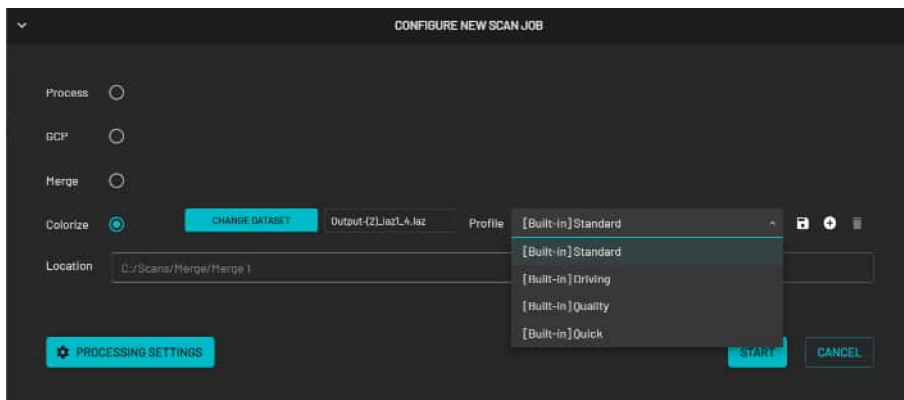 CONFIGURE NEW SCAN JOB
Process
GCP
Merge
Colorize CHANGE DATASET Output-(2)_laz1_4.laz Profile [Built-in] Standard
[Built-in] Standard
Location C:/Scans/Merge/Merge 1
[Built-in] Driving
[Built-in] Quality
[Built-in] Quick
PROCESSING SETTINGS START CANCEL